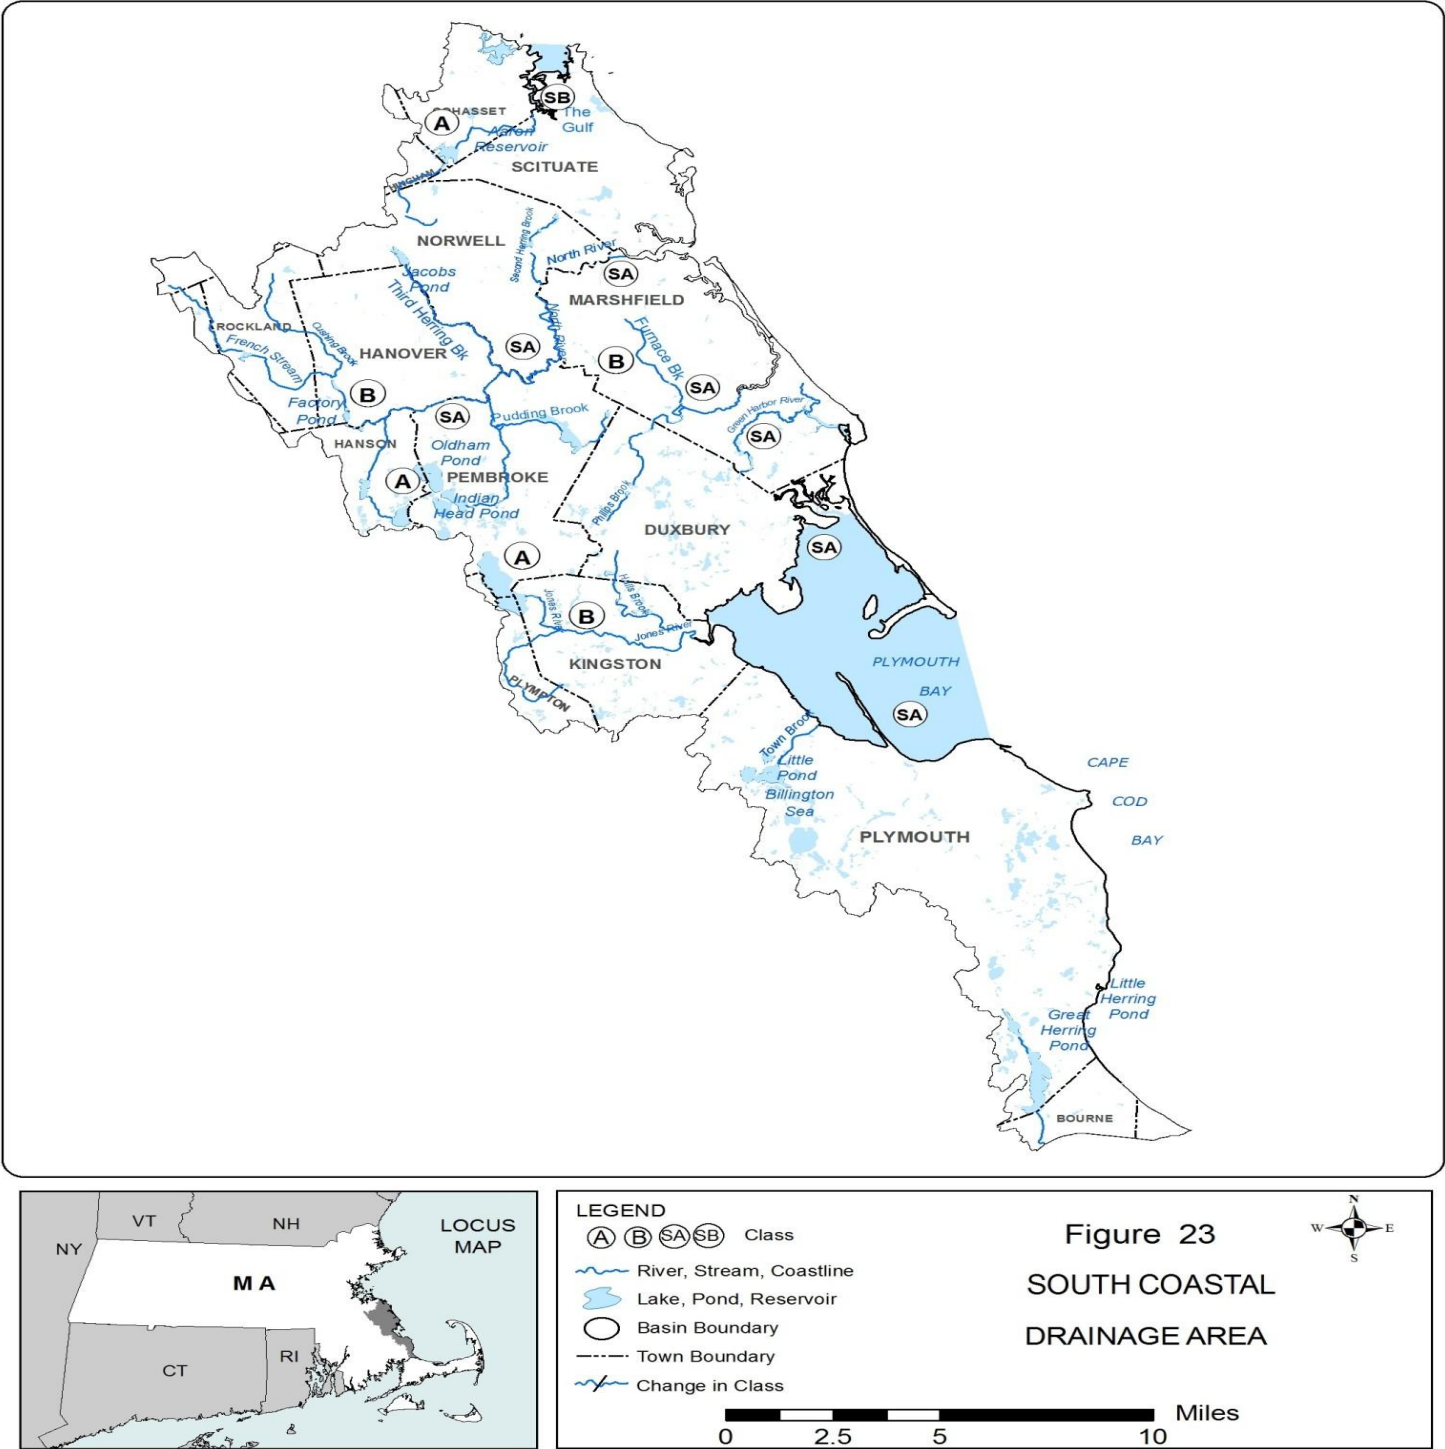 SB
COHASSET
A
The
Gulf
Aaron
Reservoir
SCITUATE
HINGHAM
NORWELL
Second Herring Brook
North River
SA
MARSHFIELD
Jacobs
Pond
Third Herring Bk
ROCKLAND
French Stream
Cushing Brook
HANOVER
SA
North River
B
Furnace Bk
SA
Green Harbor River
SA
Factory
Pond
B
SA
Pudding Brook
HANSON
Oldham
Pond
A
PEMBROKE
Indian
Head Pond
Philips Brook
DUXBURY
SA
A
Jones River
B
Halls Brook
Jones River
KINGSTON
PLYMPTON
PLYMOUTH
BAY
SA
Town Brook
Little
Pond
Billington
Sea
CAPE
COD
BAY
PLYMOUTH
Little
Herring
Pond
Great
Herring
Pond
BOURNE
NY
VT
NH
LOCUS
MAP
MA
CT
RI
LEGEND
A B SA SB Class
River, Stream, Coastline
Lake, Pond, Reservoir
Basin Boundary
Town Boundary
Change in Class
Figure 23
SOUTH COASTAL
DRAINAGE AREA
N
W E
S
Miles
0 2.5 5 10